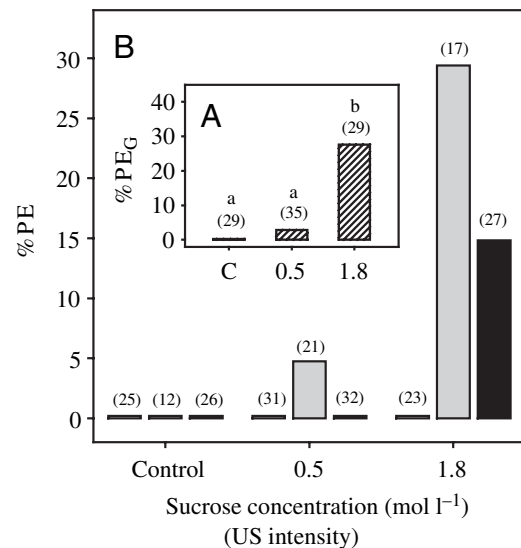 B
% PE
30
25
20
15
10
5
0
(25) (12) (26) (31) (21) (32) (23) (17) (27)
Control 0.5 1.8
Sucrose concentration (mol l⁻¹)
(US intensity)
A
% PE_G
40
30
20
10
0
a a b
(29) (35) (29)
C 0.5 1.8